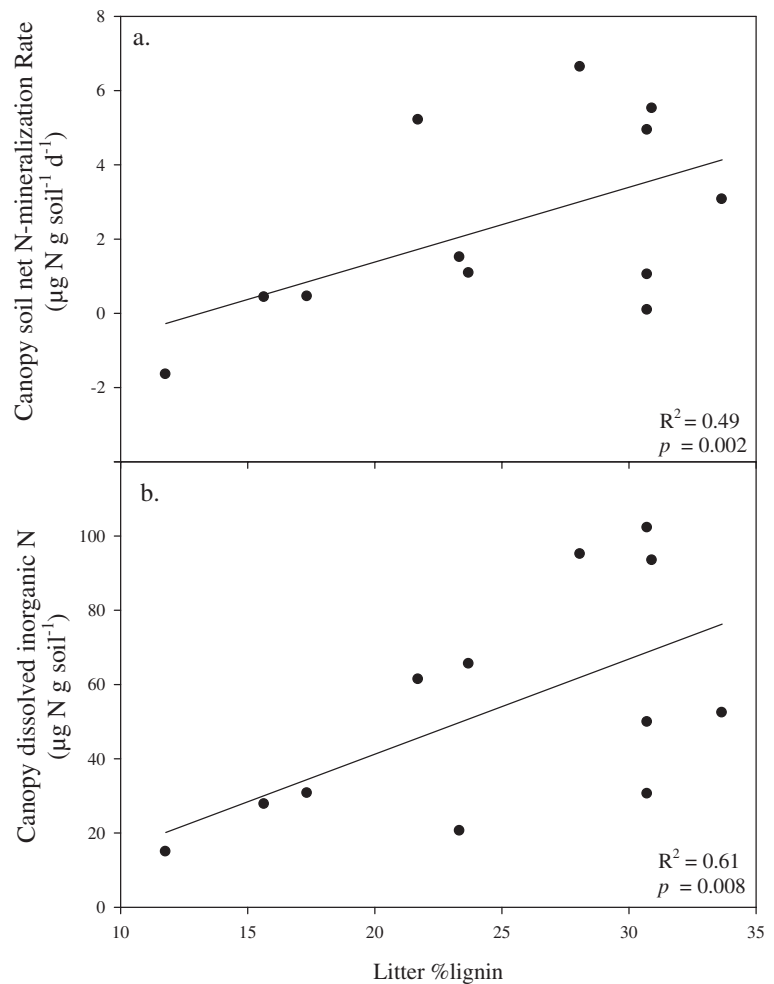 a.
Canopy soil net N-mineralization Rate
(µg N g soil⁻¹ d⁻¹)
8
6
4
2
0
-2
R² = 0.49
p = 0.002
b.
Canopy dissolved inorganic N
(µg N g soil⁻¹)
100
80
60
40
20
0
R² = 0.61
p = 0.008
10 15 20 25 30 35
Litter %lignin